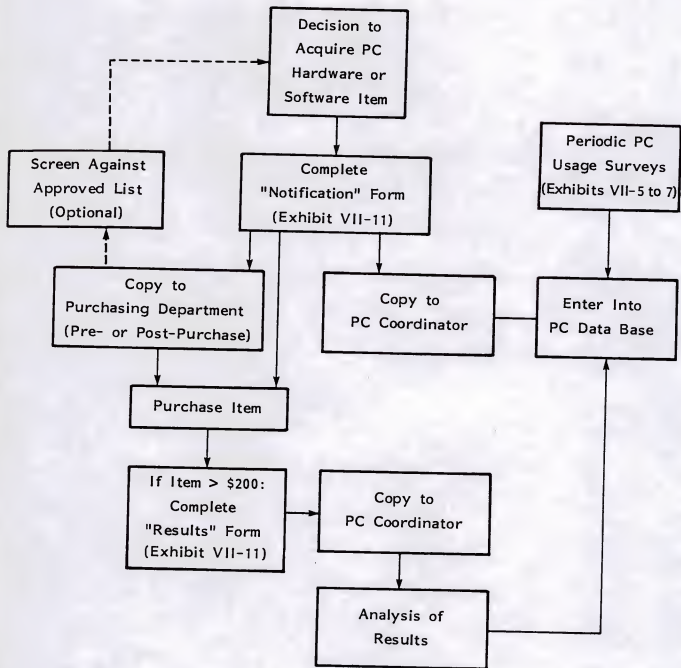 Decision to
Acquire PC
Hardware or
Software Item
Screen Against
Approved List
(Optional)
Complete
"Notification" Form
(Exhibit VII-11)
Periodic PC
Usage Surveys
(Exhibits VII-5 to 7)
Copy to
Purchasing Department
(Pre- or Post-Purchase)
Copy to
PC Coordinator
Enter Into
PC Data Base
Purchase Item
If Item > $200:
Complete
"Results" Form
(Exhibit VII-11)
Copy to
PC Coordinator
Analysis of
Results